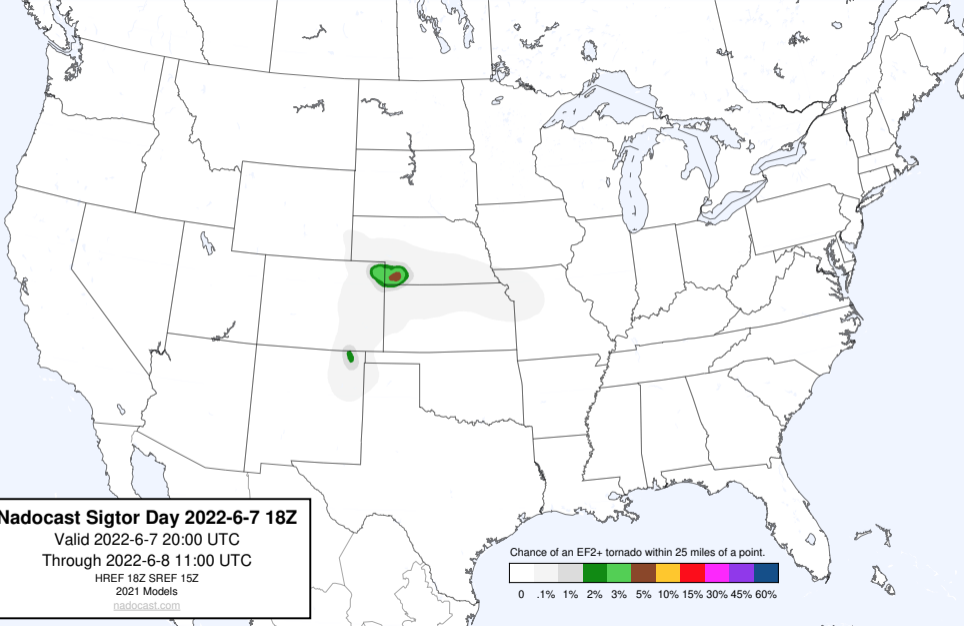 Nadocast Sigtor Day 2022-6-7 18Z
Valid 2022-6-7 20:00 UTC
Through 2022-6-8 11:00 UTC
HREF 18Z SREF 15Z
2021 Models
nadocast.com
Chance of an EF2+ tornado within 25 miles of a point.
0 .1% 1% 2% 3% 5% 10% 15% 30% 45% 60%